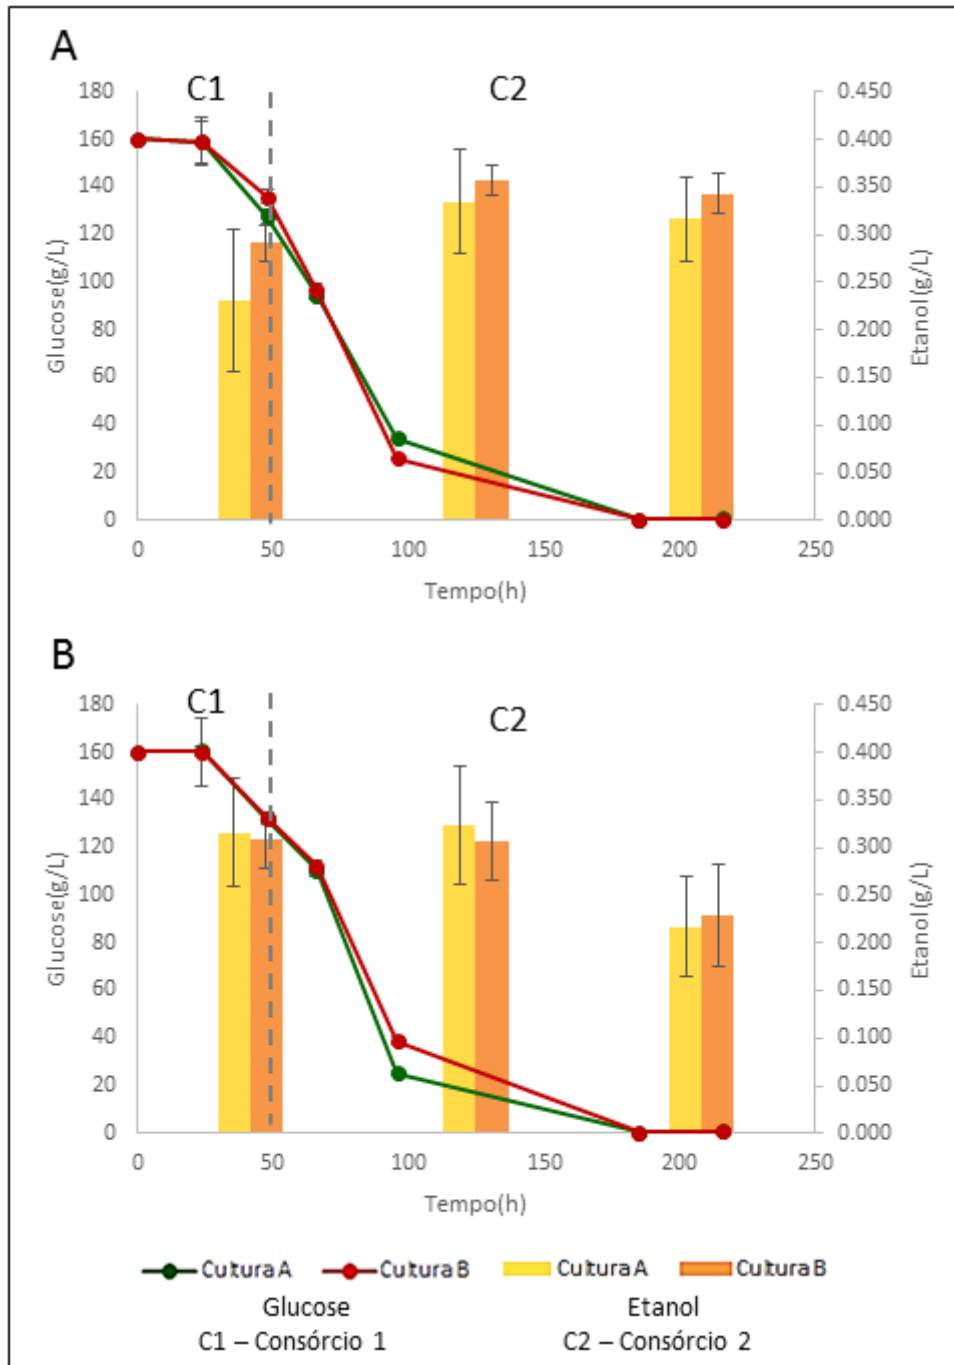 A
C1 C2
180 0.450
160 0.400
140 0.350
120 0.300
100 0.250
80 0.200
60 0.150
40 0.100
20 0.050
0 0.000
Glucose(g/L)
Etanol(g/L)
0 50 100 150 200 250
Tempo(h)
B
C1 C2
180 0.450
160 0.400
140 0.350
120 0.300
100 0.250
80 0.200
60 0.150
40 0.100
20 0.050
0 0.000
Glucose(g/L)
Etanol(g/L)
0 50 100 150 200 250
Tempo(h)
Cultura A Cultura B Cultura A Cultura B
Glucose Etanol
C1 – Consórcio 1 C2 – Consórcio 2